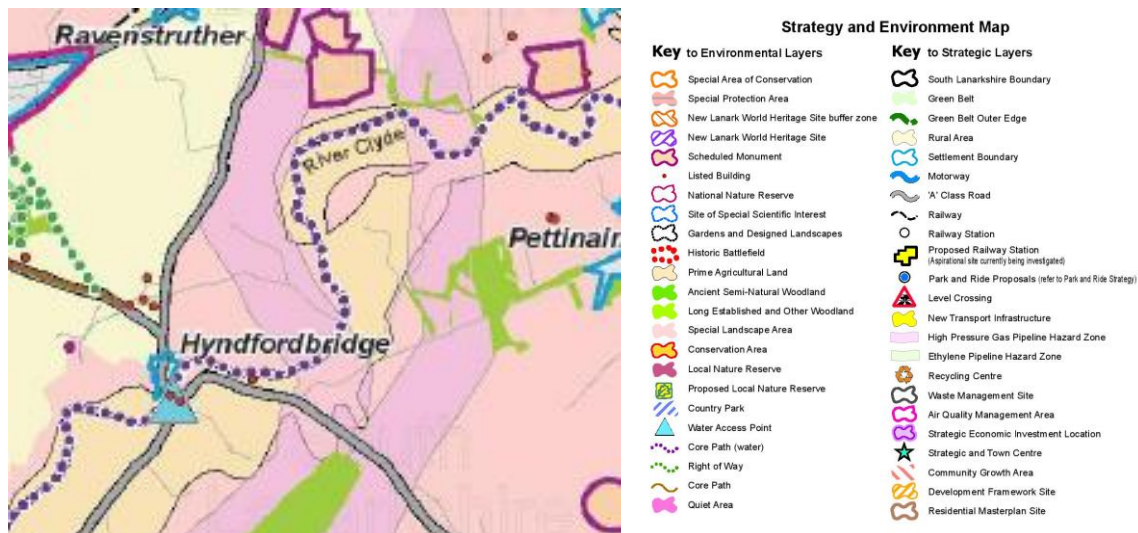 Ravenstruther
River Clyde
Pettinain
Hyndfordbridge
Strategy and Environment Map
Key to Environmental Layers
Special Area of Conservation
Special Protection Area
New Lanark World Heritage Site buffer zone
New Lanark World Heritage Site
Scheduled Monument
Listed Building
National Nature Reserve
Site of Special Scientific Interest
Gardens and Designed Landscapes
Historic Battlefield
Prime Agricultural Land
Ancient Semi-Natural Woodland
Long Established and Other Woodland
Special Landscape Area
Conservation Area
Local Nature Reserve
Proposed Local Nature Reserve
Country Park
Water Access Point
Core Path (water)
Right of Way
Core Path
Quiet Area
Key to Strategic Layers
South Lanarkshire Boundary
Green Belt
Green Belt Outer Edge
Rural Area
Settlement Boundary
Motorway
'A' Class Road
Railway
Railway Station
Proposed Railway Station
(Aspirational site currently being investigated)
Park and Ride Proposals (refer to Park and Ride Strategy)
Level Crossing
New Transport Infrastructure
High Pressure Gas Pipeline Hazard Zone
Ethylene Pipeline Hazard Zone
Recycling Centre
Waste Management Site
Air Quality Management Area
Strategic Economic Investment Location
Strategic and Town Centre
Community Growth Area
Development Framework Site
Residential Masterplan Site